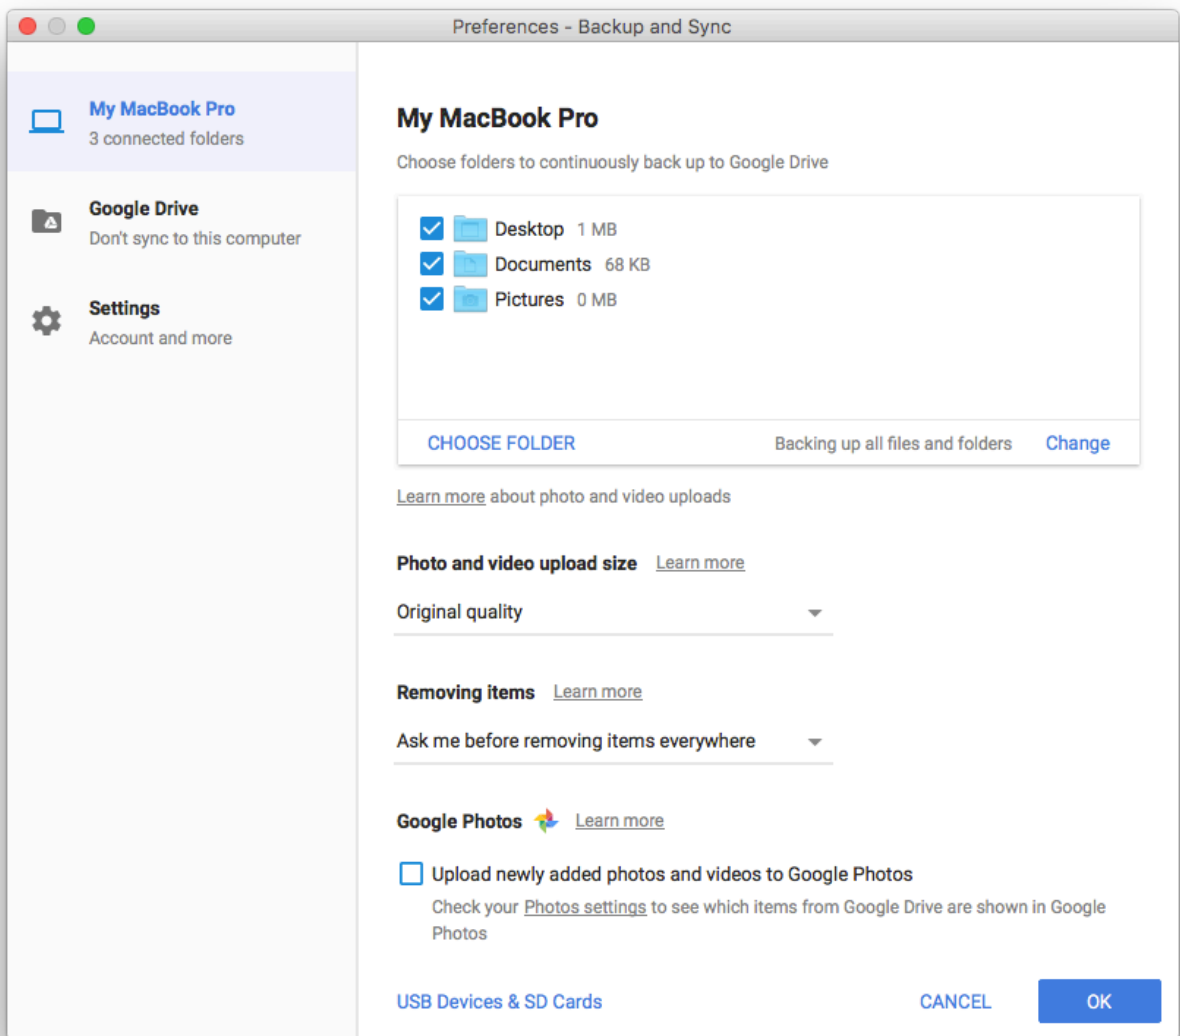 Preferences - Backup and Sync
My MacBook Pro
3 connected folders
Google Drive
Don't sync to this computer
Settings
Account and more
My MacBook Pro
Choose folders to continuously back up to Google Drive
Desktop 1 MB
Documents 68 KB
Pictures 0 MB
CHOOSE FOLDER Backing up all files and folders Change
Learn more about photo and video uploads
Photo and video upload size Learn more
Original quality
Removing items Learn more
Ask me before removing items everywhere
Google Photos Learn more
Upload newly added photos and videos to Google Photos
Check your Photos settings to see which items from Google Drive are shown in Google
Photos
USB Devices & SD Cards CANCEL OK